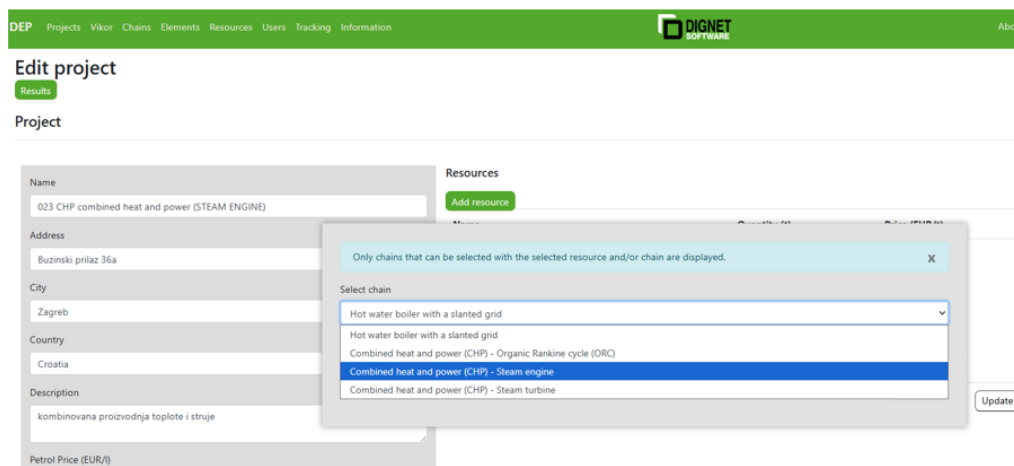 DEP Projects Vikor Chains Elements Resources Users Tracking Information
DIGNET
SOFTWARE
Edit project
Results
Project
Name
023 CHP combined heat and power (STEAM ENGINE)
Address
Buzinski prilaz 36a
City
Zagreb
Country
Croatia
Description
kombinovana proizvodnja toplote i struje
Petrol Price (EUR/l)
Resources
Add resource
Only chains that can be selected with the selected resource and/or chain are displayed.
x
Select chain
Hot water boiler with a slanted grid
Hot water boiler with a slanted grid
Combined heat and power (CHP) - Organic Rankine cycle (ORC)
Combined heat and power (CHP) - Steam engine
Combined heat and power (CHP) - Steam turbine
Update